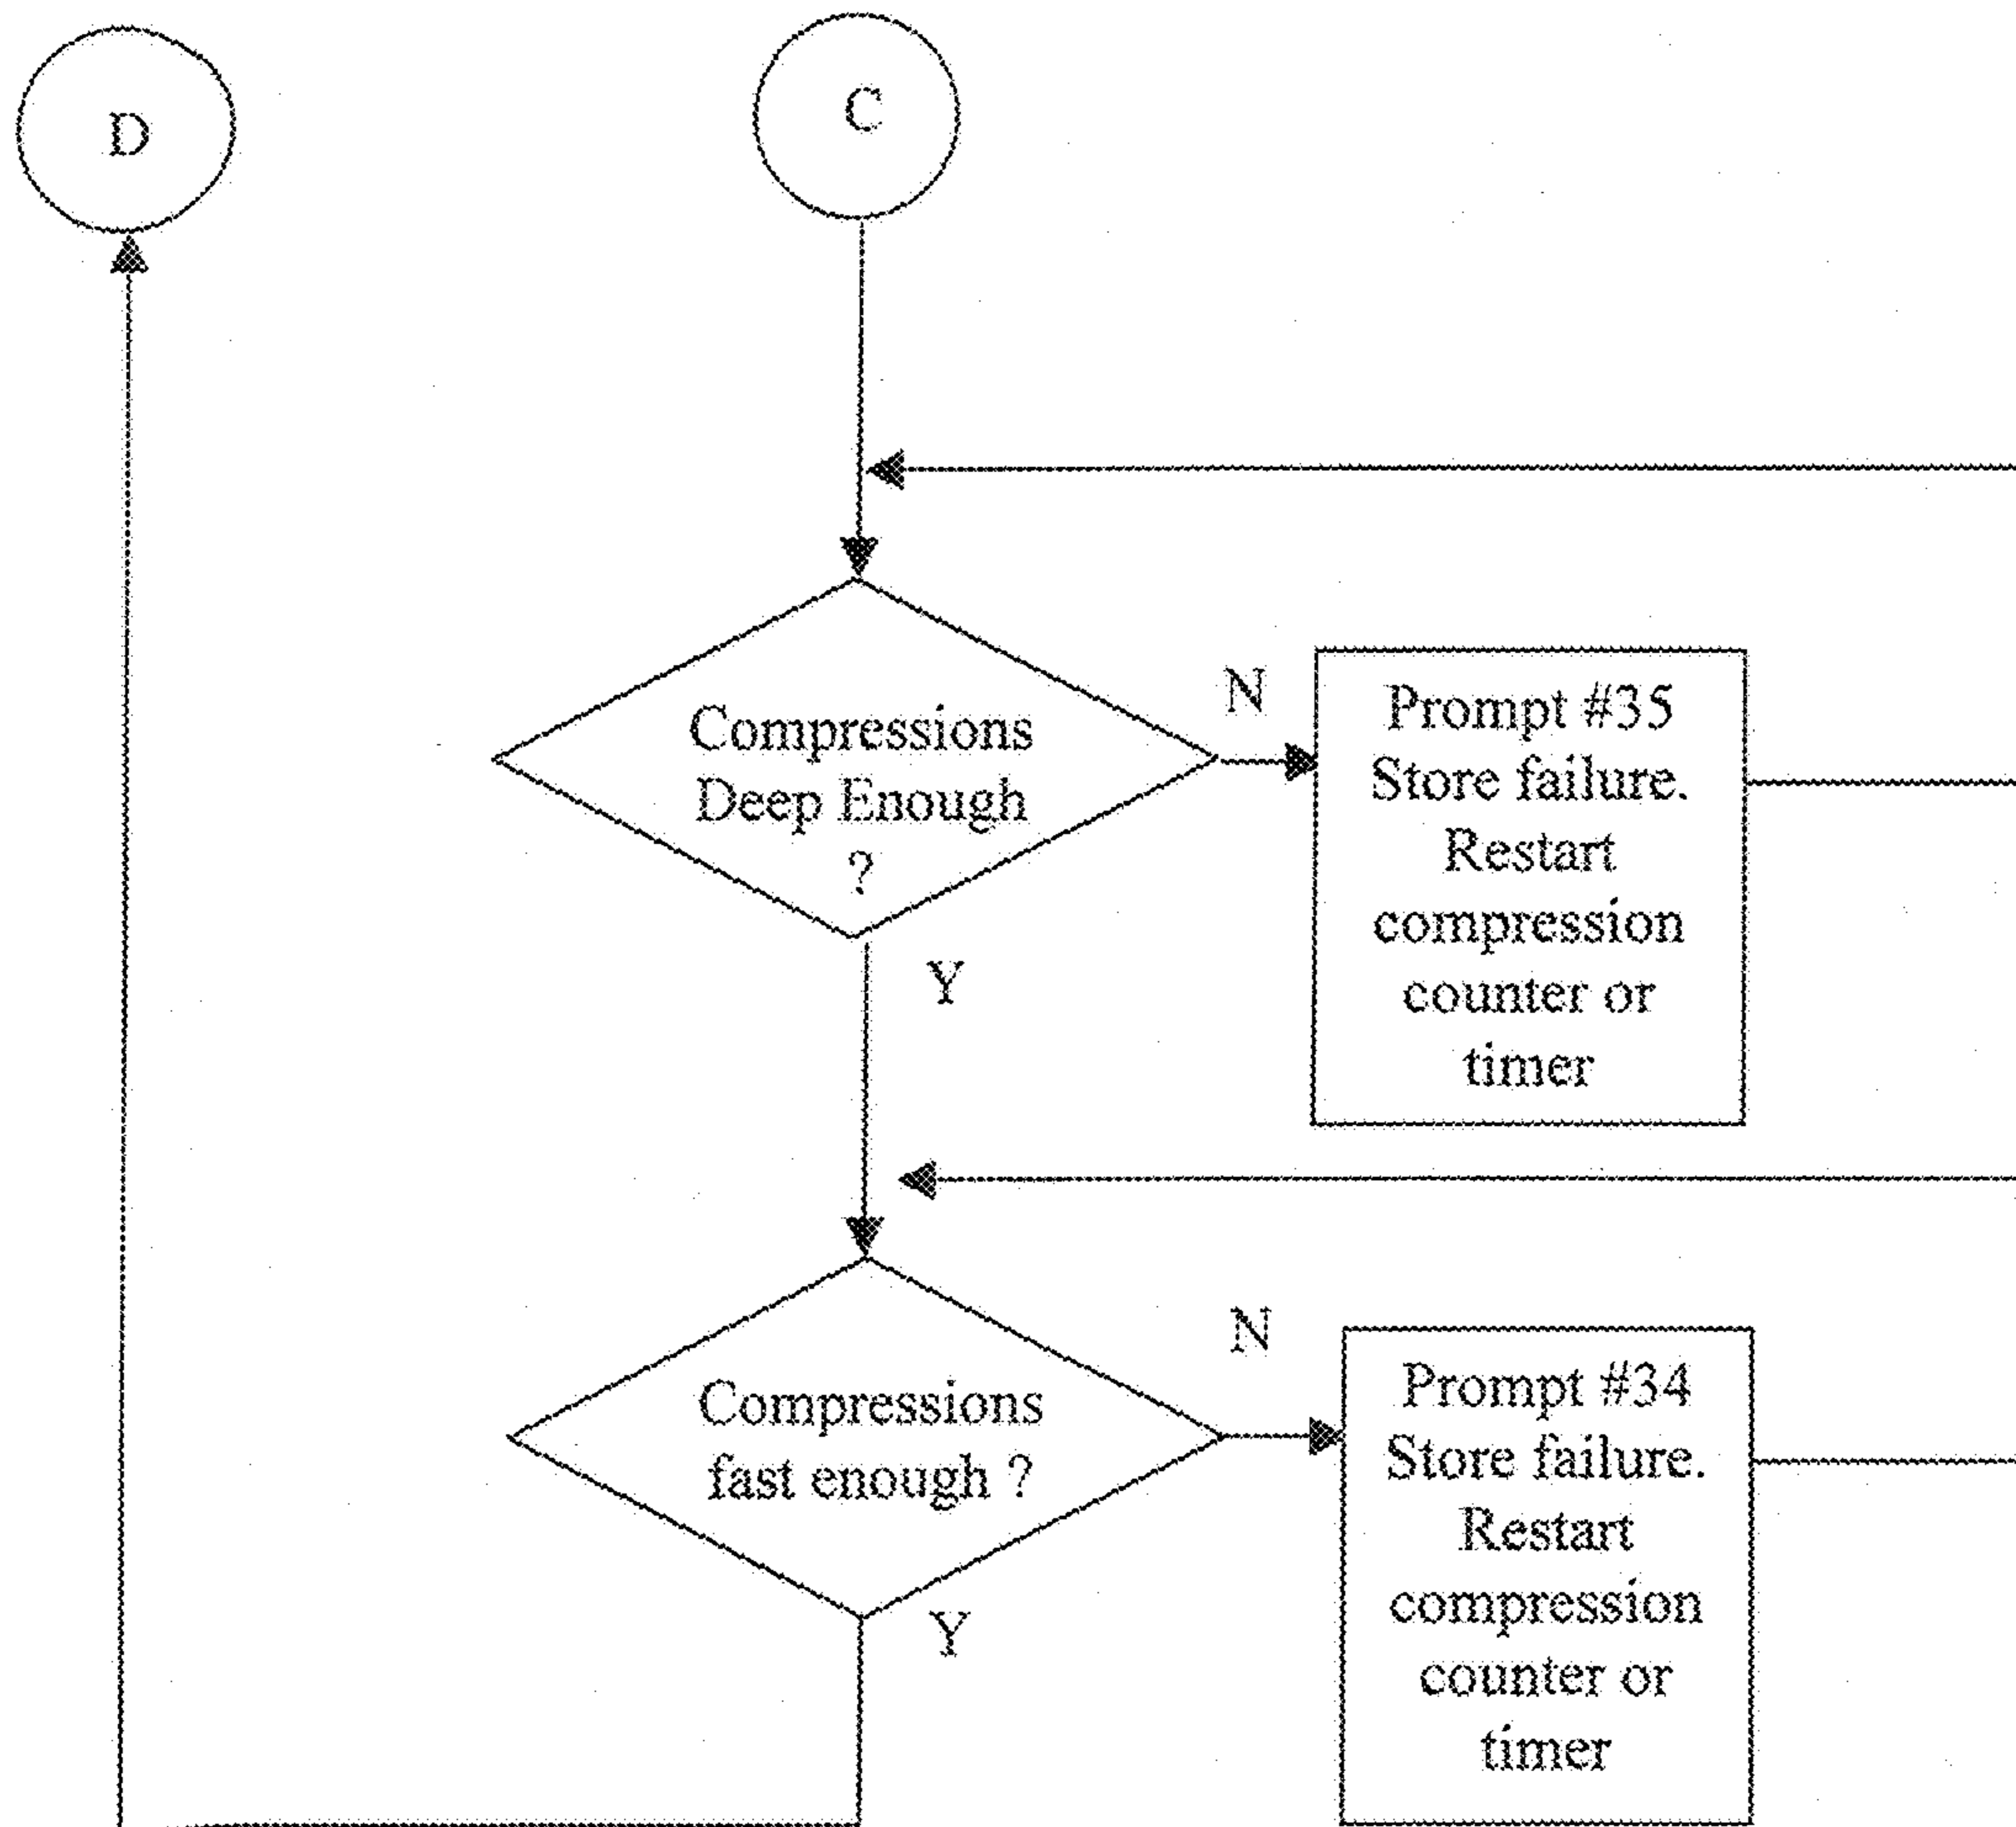 D
C
Compressions
Deep Enough
?
N
Prompt #35
Store failure.
Restart
compression
counter or
timer
Y
Compressions
fast enough ?
N
Prompt #34
Store failure.
Restart
compression
counter or
timer
Y